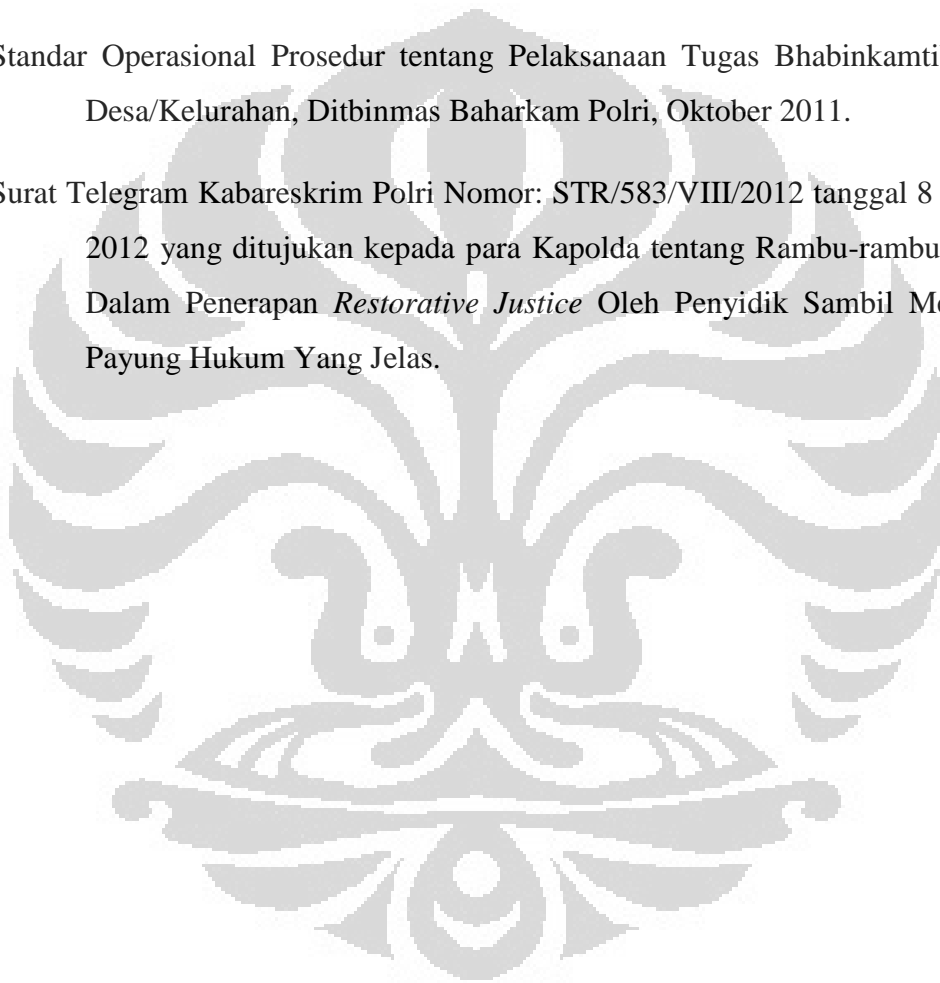 Standar Operasional Prosedur tentang Pelaksanaan Tugas
Desa/Kelurahan, Ditbinmas Baharkam Polri, Oktober 2011.
Surat Telegram Kabareskrim Polri Nomor: STR/583/VIII/2012 tanggal 8
2012 yang ditujukan kepada para Kapolda tentang Rambu-rambu
Dalam Penerapan Restorative Justice Oleh Penyidik Sambil
Payung Hukum Yang Jelas.